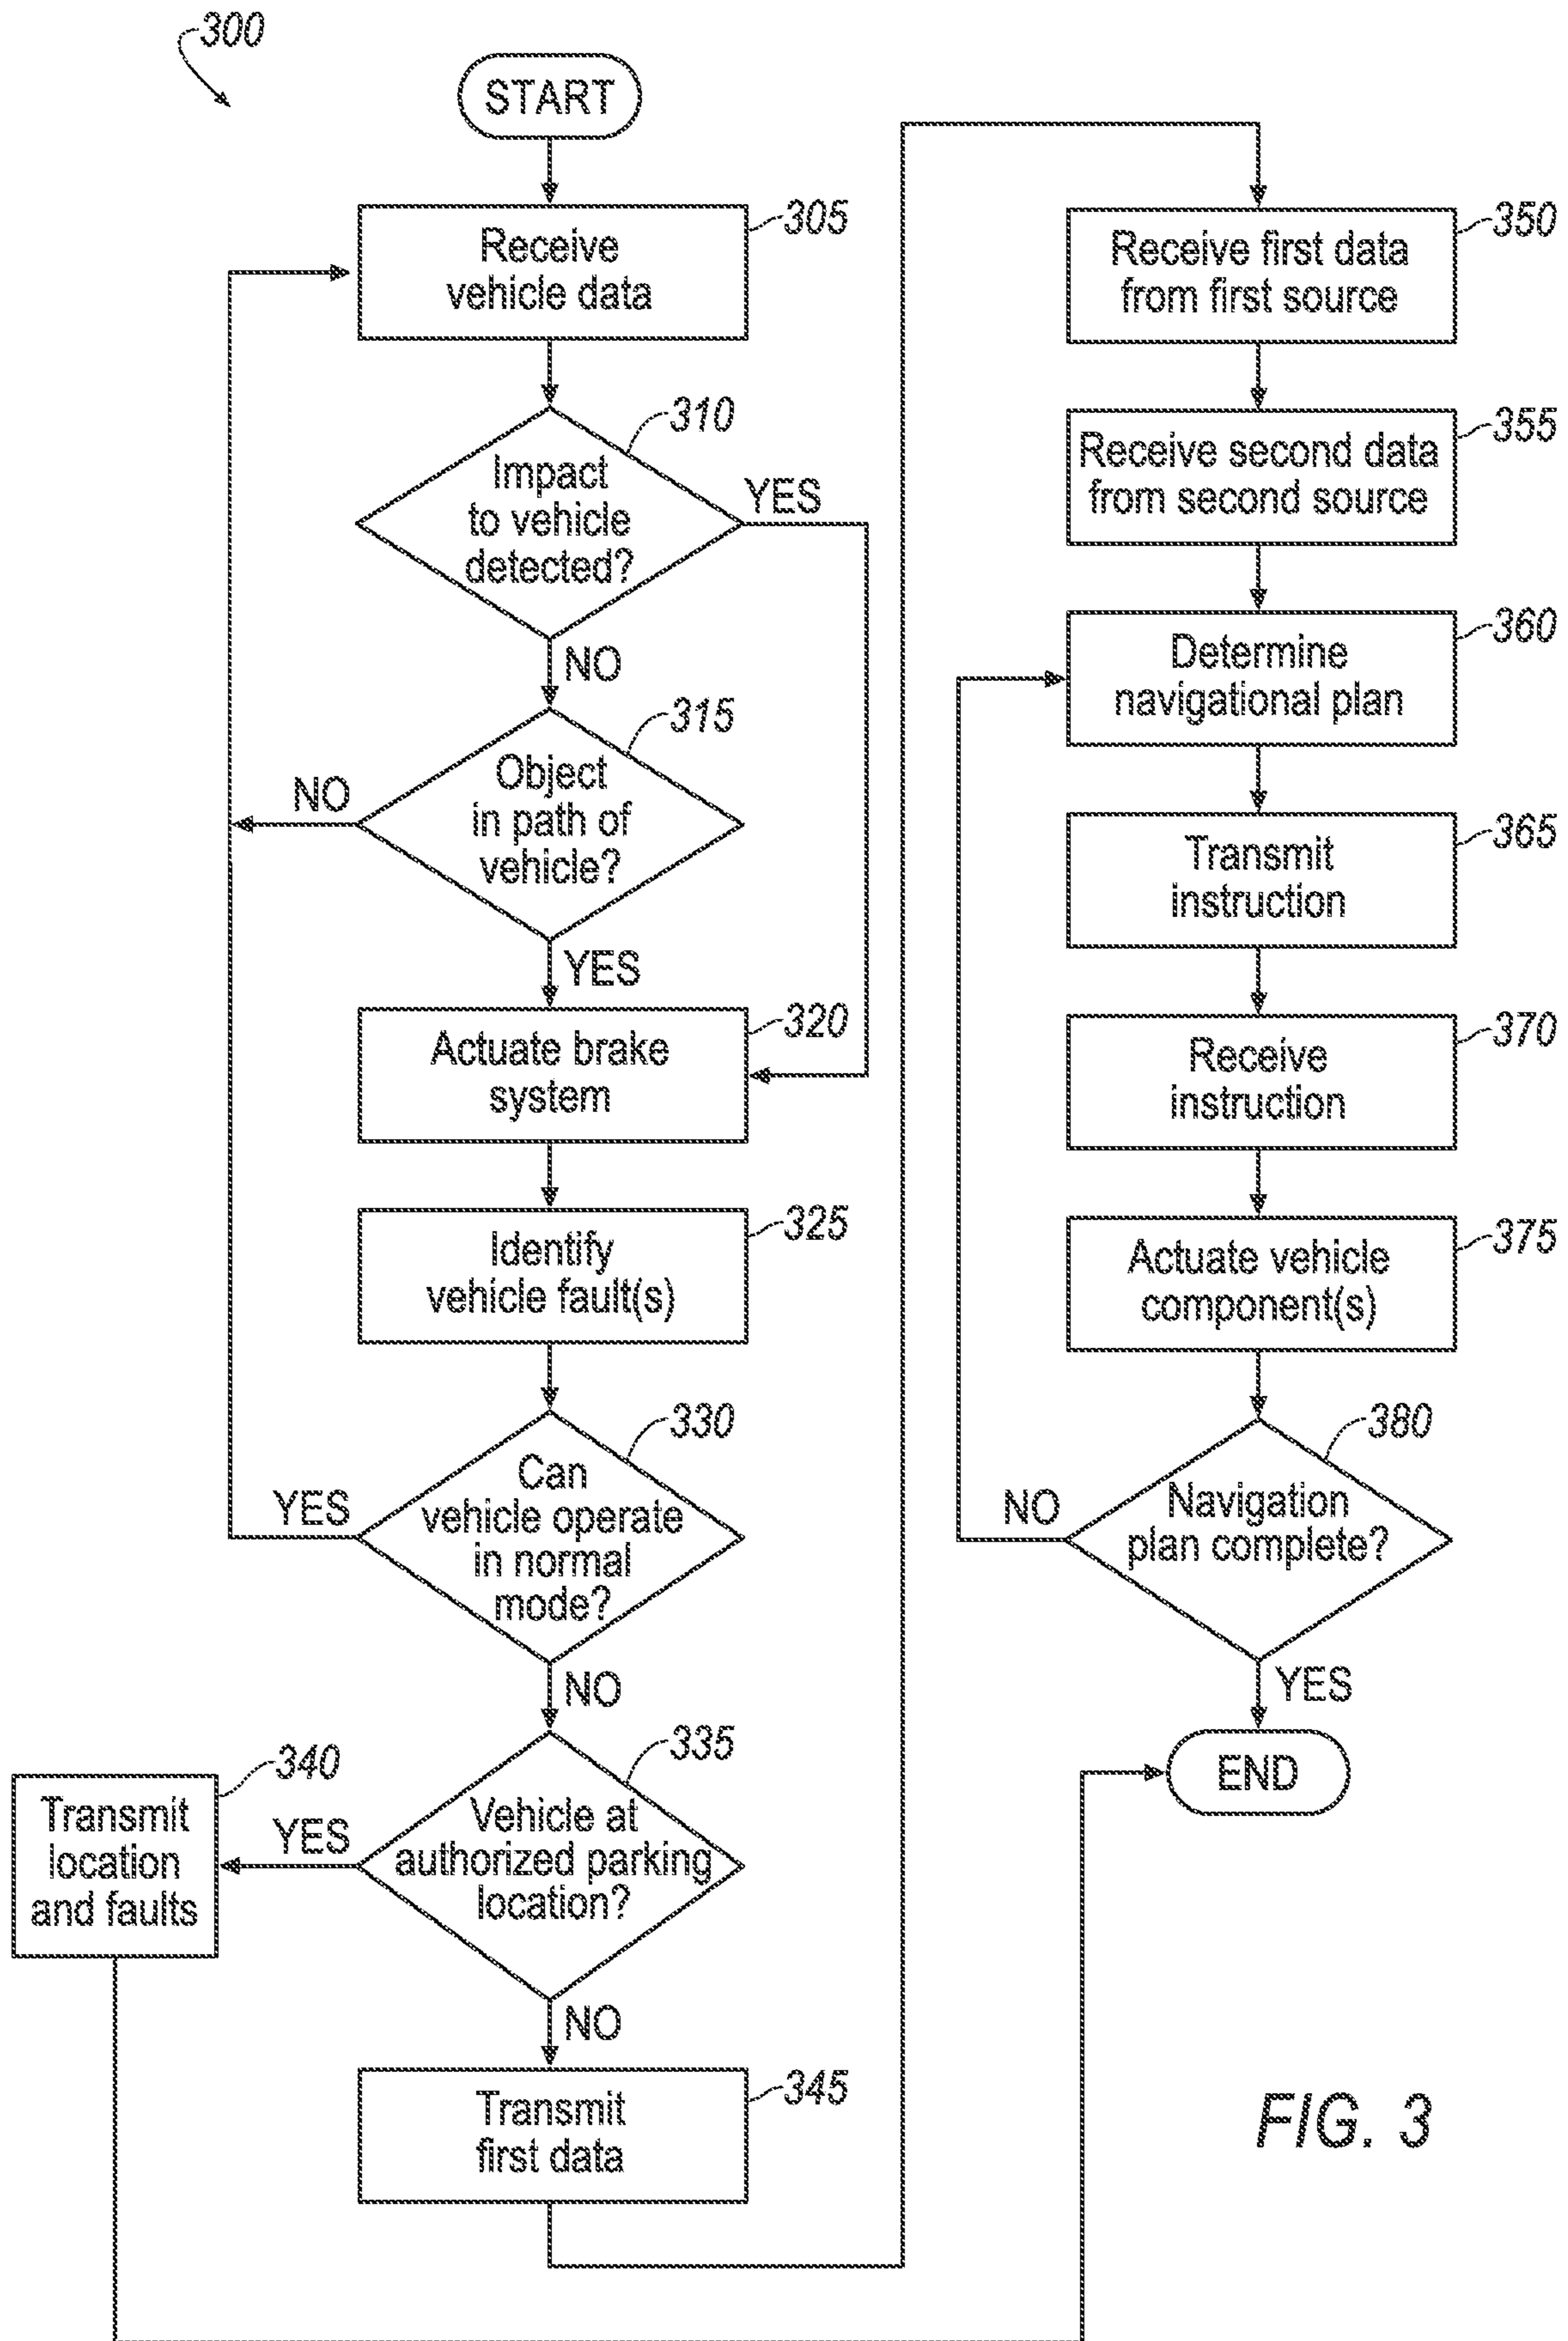 300
START
305
Receive
vehicle data
310
Impact
to vehicle
detected?
YES
NO
315
Object
in path of
vehicle?
NO
YES
320
Actuate brake
system
325
Identify
vehicle fault(s)
330
Can
vehicle operate
in normal
mode?
YES
NO
335
Vehicle at
authorized parking
location?
YES
340
Transmit
location
and faults
NO
345
Transmit
first data
350
Receive first data
from first source
355
Receive second data
from second source
360
Determine
navigational plan
365
Transmit
instruction
370
Receive
instruction
375
Actuate vehicle
component(s)
380
Navigation
plan complete?
NO
YES
END
FIG. 3